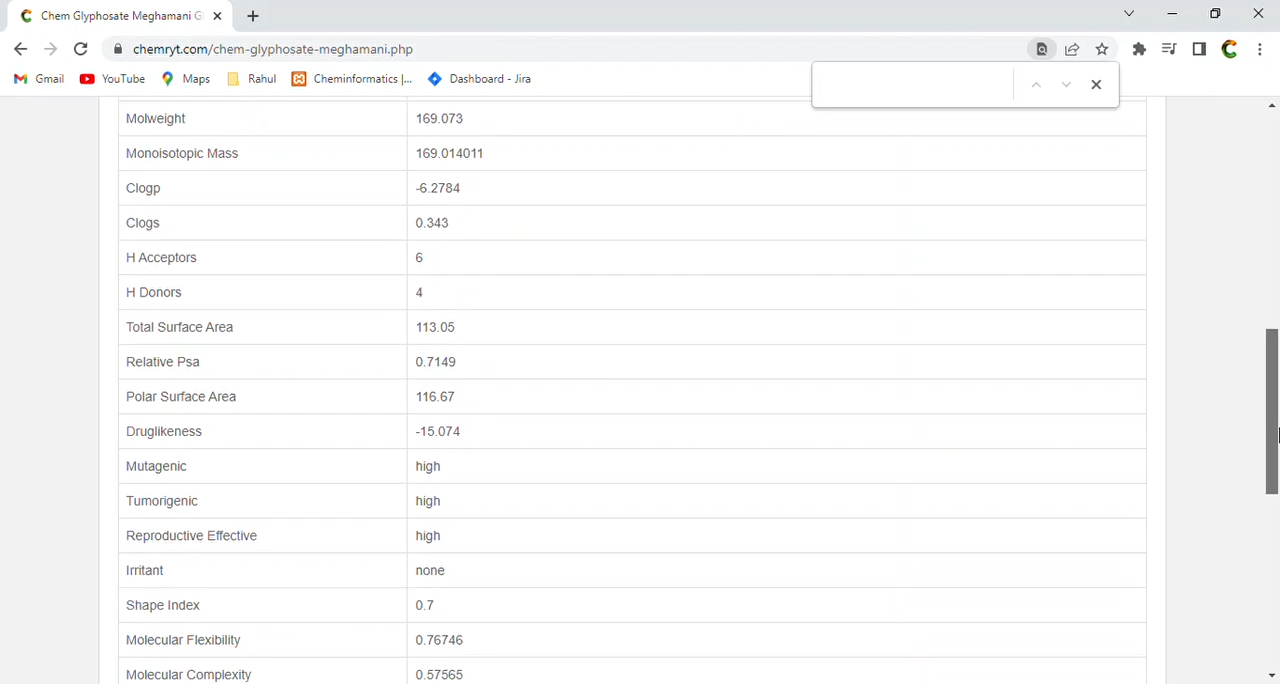 Chem Glyphosate Meghamani G
chemryt.com/chem-glyphosate-meghamani.php
Gmail YouTube Maps Rahul Cheminformatics |... Dashboard - Jira
Molweight 169.073
Monoisotopic Mass 169.014011
Clogp -6.2784
Clogs 0.343
H Acceptors 6
H Donors 4
Total Surface Area 113.05
Relative Psa 0.7149
Polar Surface Area 116.67
Druglikeness -15.074
Mutagenic high
Tumorigenic high
Reproductive Effective high
Irritant none
Shape Index 0.7
Molecular Flexibility 0.76746
Molecular Complexity 0.57565